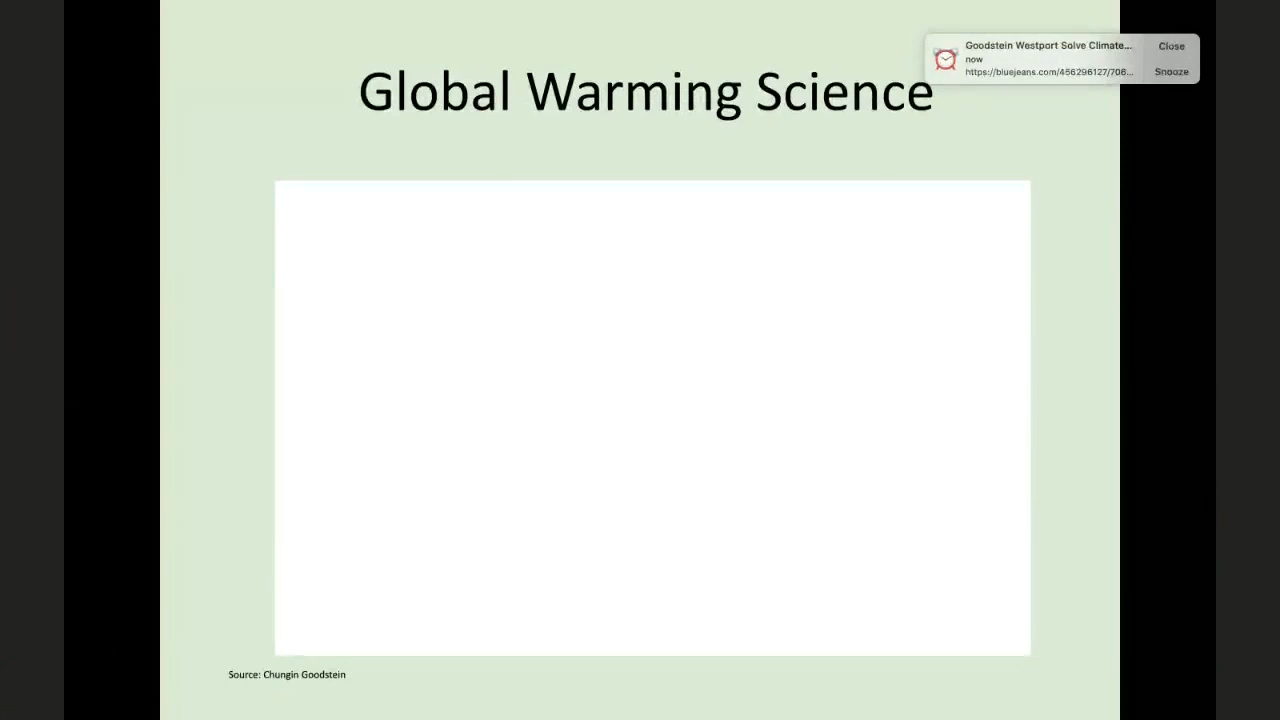 Goodstein Westport Solve Climate...
Close
now
https://bluejeans.com/456296127/706...
Snooze
Global Warming Science
Source: Chungin Goodstein